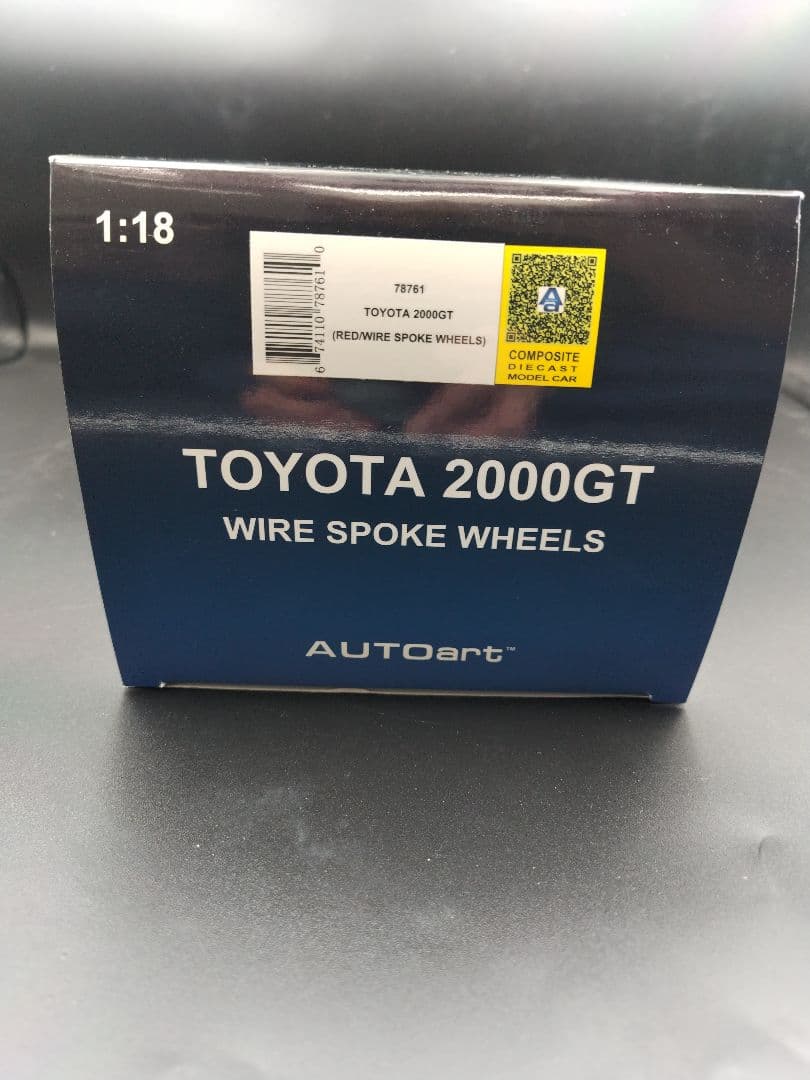 1:18
78761
TOYOTA 2000GT
(RED/WIRE SPOKE WHEELS)
6 74110 78761 0
COMPOSITE
DIECAST
MODEL CAR
TOYOTA 2000GT
WIRE SPOKE WHEELS
AUTOart™